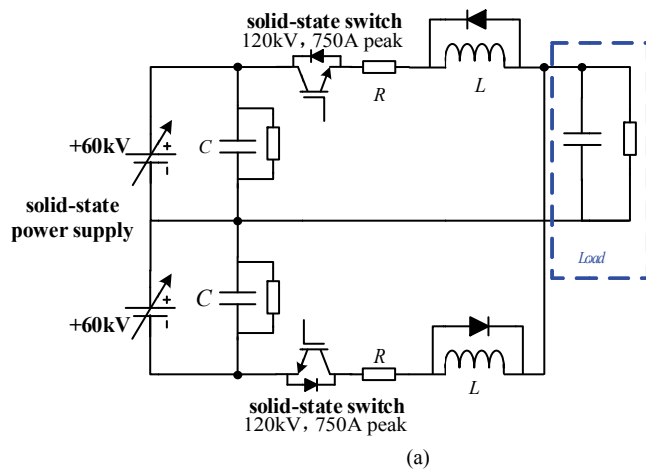 solid-state switch
120kV, 750A peak
R
L
+60kV
+
C
solid-state
power supply
Load
+60kV
+
C
R
L
solid-state switch
120kV, 750A peak
(a)